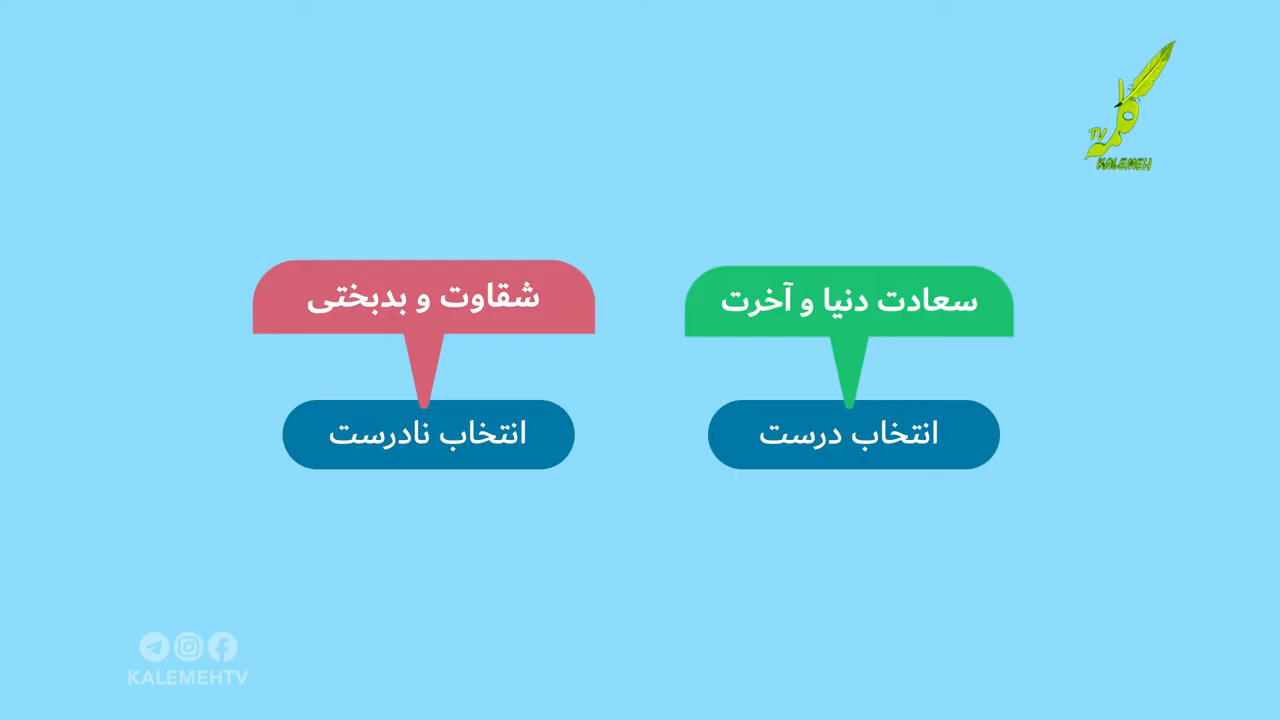 سعادت دنیا و آخرت
انتخاب درست
شقاوت و بدبختی
انتخاب نادرست
TV
KALEMEH
KALEMEHTV